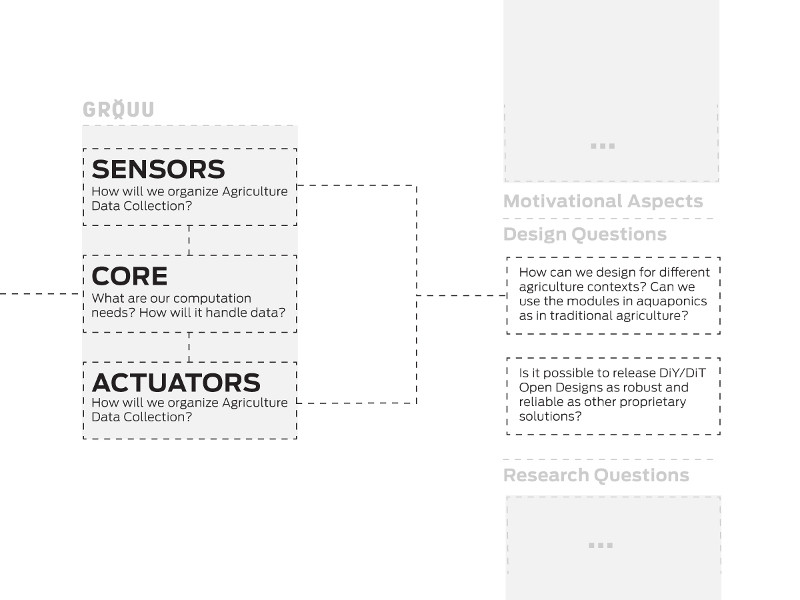 GRŎUU
SENSORS
How will we organize Agriculture
Data Collection?
CORE
What are our computation
needs? How will it handle data?
ACTUATORS
How will we organize Agriculture
Data Collection?
...
Motivational Aspects
Design Questions
How can we design for different
agriculture contexts? Can we
use the modules in aquaponics
as in traditional agriculture?
Is it possible to release DiY/DiT
Open Designs as robust and
reliable as other proprietary
solutions?
Research Questions
...